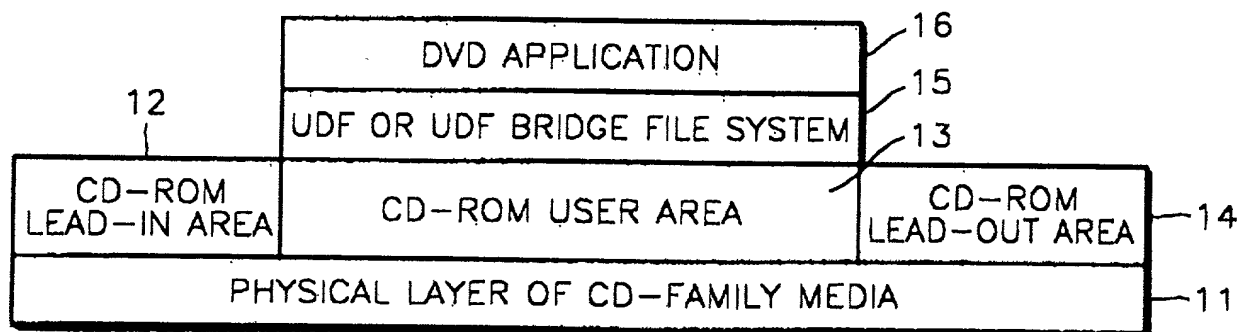 16
DVD APPLICATION
15
12
UDF OR UDF BRIDGE FILE SYSTEM
13
CD-ROM
LEAD-IN AREA
CD-ROM USER AREA
CD-ROM
LEAD-OUT AREA
14
PHYSICAL LAYER OF CD-FAMILY MEDIA
11